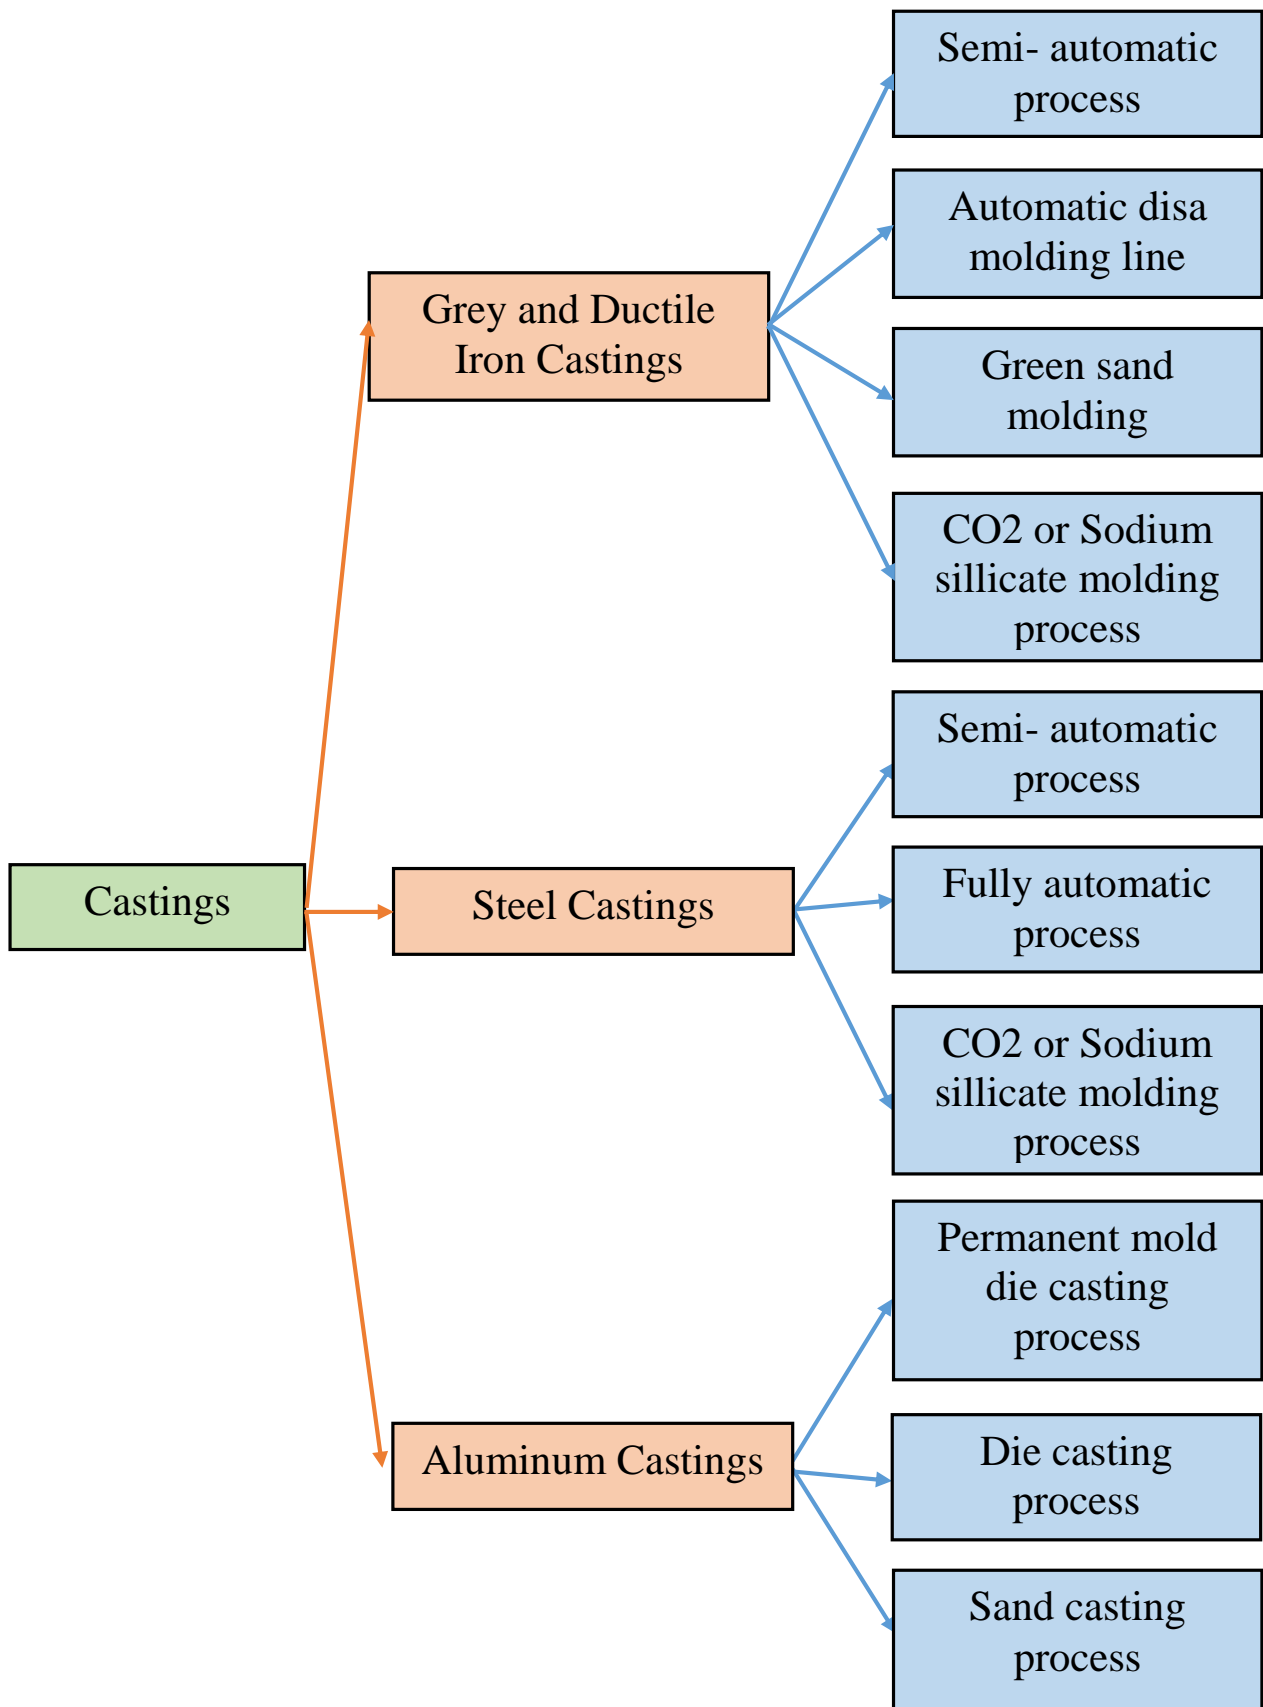 Semi- automatic
process
Automatic disa
molding line
Grey and Ductile
Iron Castings
Green sand
molding
CO2 or Sodium
sillicate molding
process
Semi- automatic
process
Castings
Steel Castings
Fully automatic
process
CO2 or Sodium
sillicate molding
process
Permanent mold
die casting
process
Aluminum Castings
Die casting
process
Sand casting
process